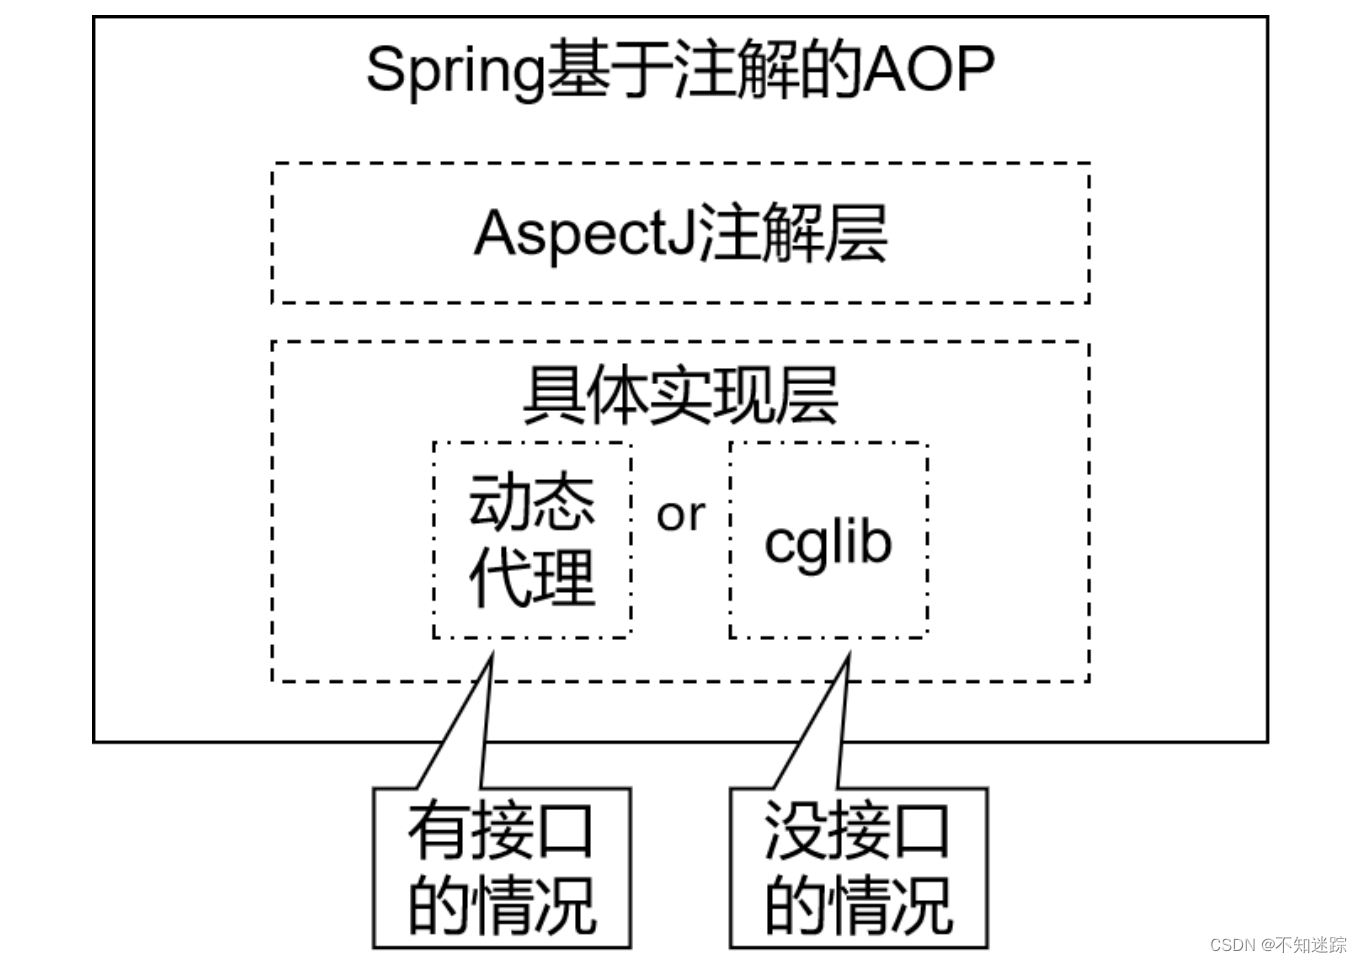 Spring基于注解的AOP
AspectJ注解层
具体实现层
动态
代理
or
cglib
有接口
的情况
没接口
的情况
CSDN @不知迷踪